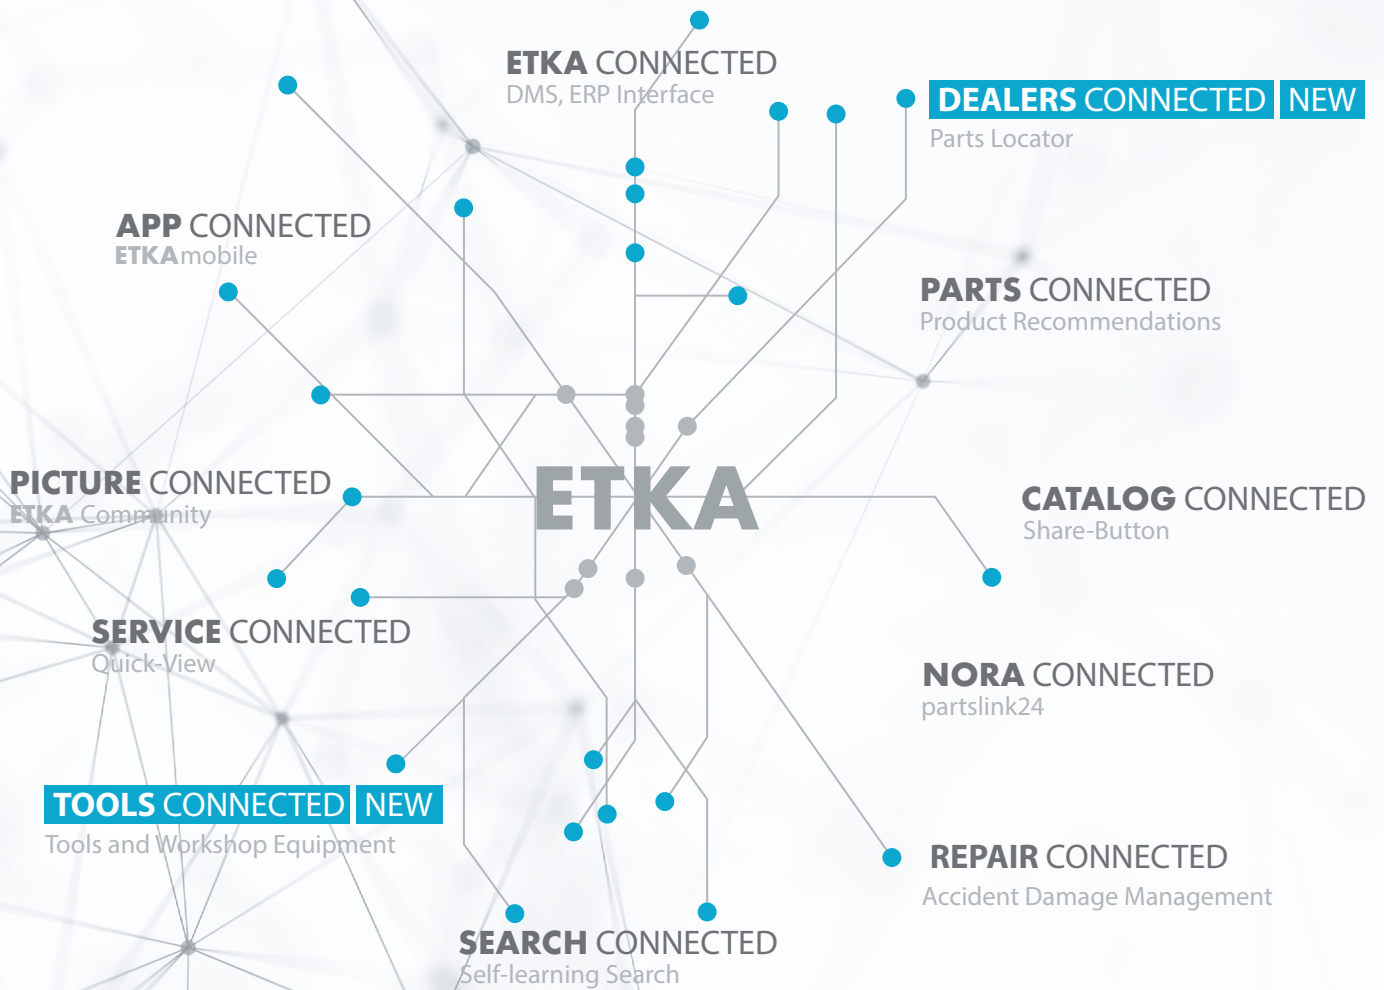 ETKA CONNECTED
DMS, ERP Interface
DEALERS CONNECTED NEW
Parts Locator
APP CONNECTED
ETKAmobile
PARTS CONNECTED
Product Recommendations
PICTURE CONNECTED
ETKA Community
ETKA
CATALOG CONNECTED
Share-Button
SERVICE CONNECTED
Quick-View
NORA CONNECTED
partslink24
TOOLS CONNECTED NEW
Tools and Workshop Equipment
REPAIR CONNECTED
Accident Damage Management
SEARCH CONNECTED
Self-learning Search